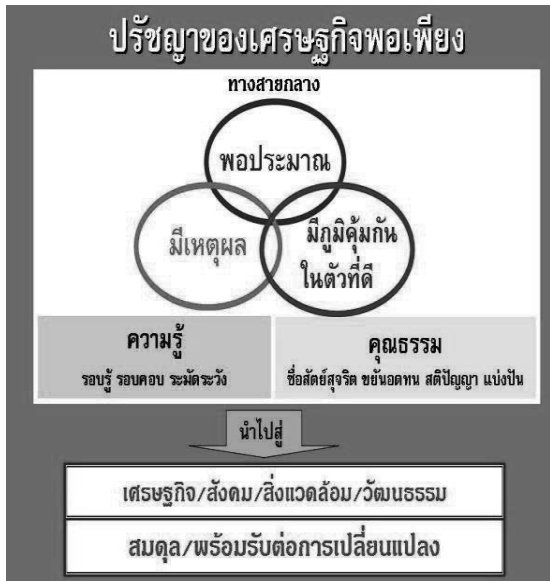 ปรัชญาของเศรษฐกิจพอเพียง
ทางสายกลาง
พอประมาณ
มีเหตุผล
มีภูมิคุ้มกัน
ในตัวที่ดี
ความรู้
รอบรู้ รอบคอบ ระมัดระวัง
คุณธรรม
ซื่อสัตย์สุจริต ขยันอดทน สติปัญญา แบ่งปัน
นำไปสู่
เศรษฐกิจ/สังคม/สิ่งแวดล้อม/วัฒนธรรม
สมดุล/พร้อมรับต่อการเปลี่ยนแปลง